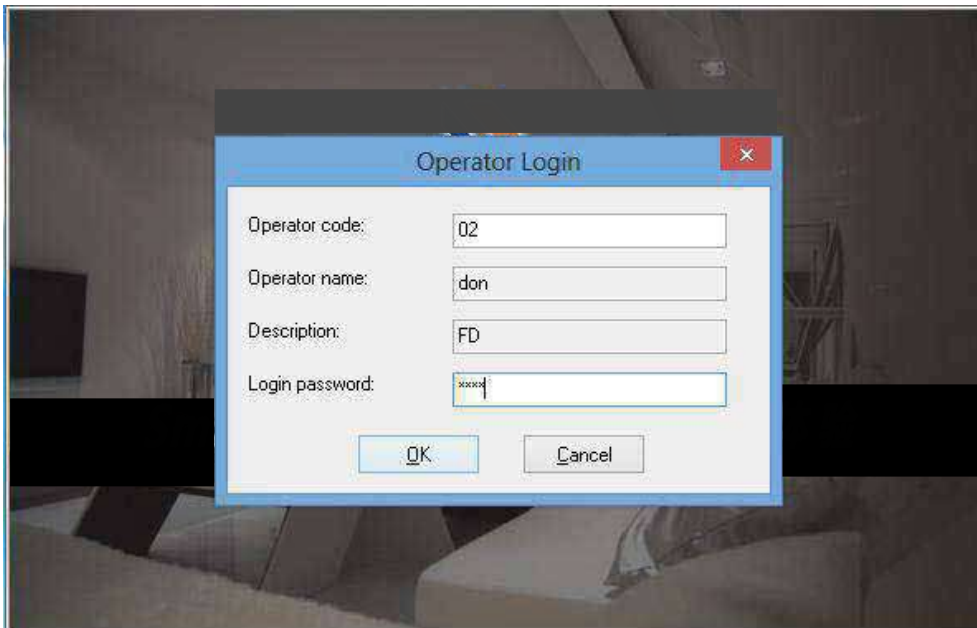 Operator Login
Operator code: 02
Operator name: don
Description: FD
Login password: ****
OK Cancel